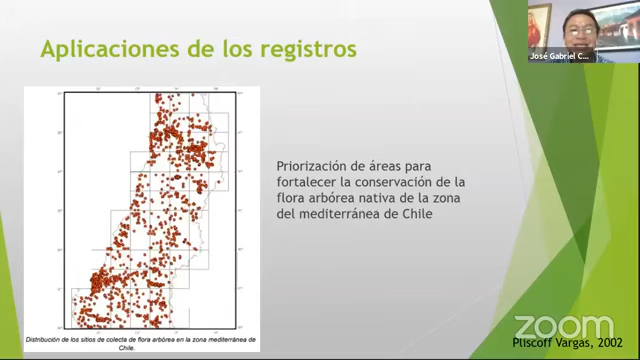 Aplicaciones de los registros
José Gabriel C...
Priorización de áreas para
fortalecer la conservación de la
flora arbórea nativa de la zona
del mediterránea de Chile
Distribución de los sitios de colecta de flora arbórea en la zona mediterránea de
Chile.
zoom
Pliscoff Vargas, 2002